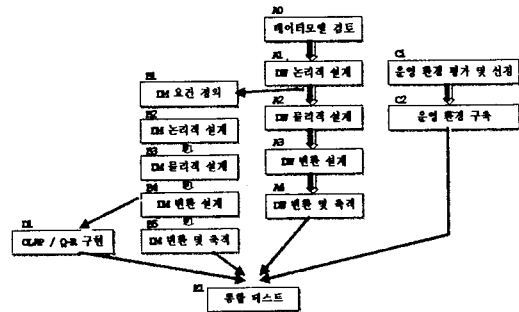 A0
데이터모델 검토
A1
DW 논리적 설계
B1
DM 요건 정의
A2
DW 물리적 설계
B2
DM 논리적 설계
A3
DW 변환 설계
B3
DM 물리적 설계
A4
DW 변환 및 축적
B4
DM 변환 설계
B5
DM 변환 및 축적
C1
운영 환경 평가 및 선정
C2
운영 환경 구축
D1
OLAP / Q-R 구현
E1
통합 테스트